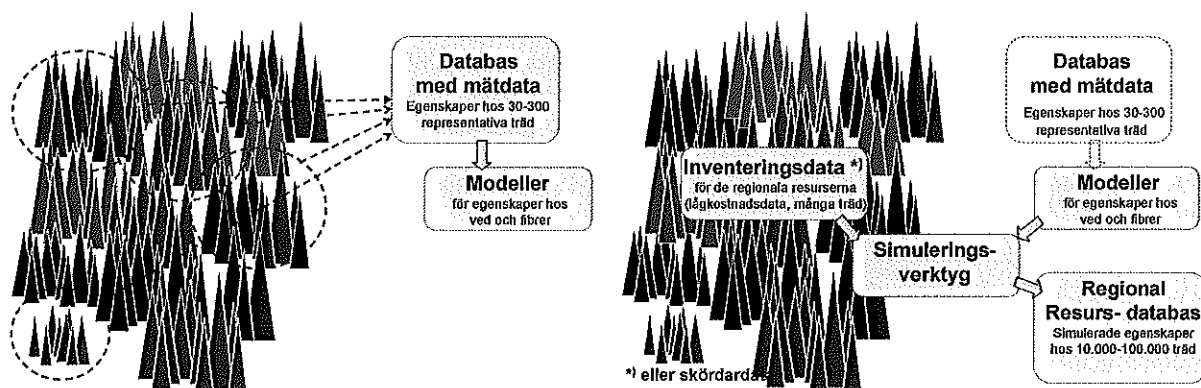 Databas
med mätdata
Egenskaper hos 30-300
representativa träd
Modeller
för egenskaper hos
ved och fibrer
Databas
med mätdata
Egenskaper hos 30-300
representativa träd
Inventeringsdata *)
för de regionala resurserna
(lågkostnadsdata, många träd)
Modeller
för egenskaper hos
ved och fibrer
Simulerings-
verktyg
Regional
Resurs- databas
Simulerade egenskaper
hos 10.000-100.000 träd
*) eller skördardata